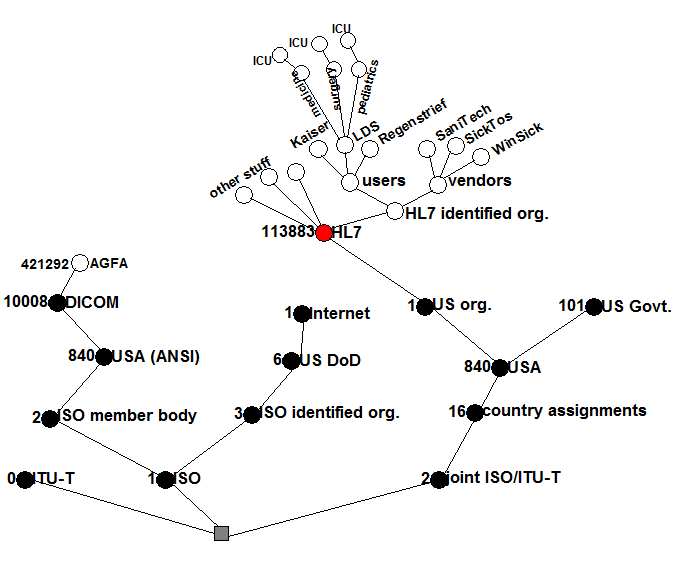 ICU
ICU
ICU
medicine
surgery
pediatrics
Kaiser
LDS
Regenstrief
SaniTech
SickTos
WinSick
other stuff
users
vendors
HL7 identified org.
113883 HL7
421292 AGFA
10008 DICOM
1 Internet
1 US org.
101 US Govt.
840 USA (ANSI)
6 US DoD
840 USA
2 ISO member body
3 ISO identified org.
16 country assignments
0 ITU-T
1 ISO
2 joint ISO/ITU-T